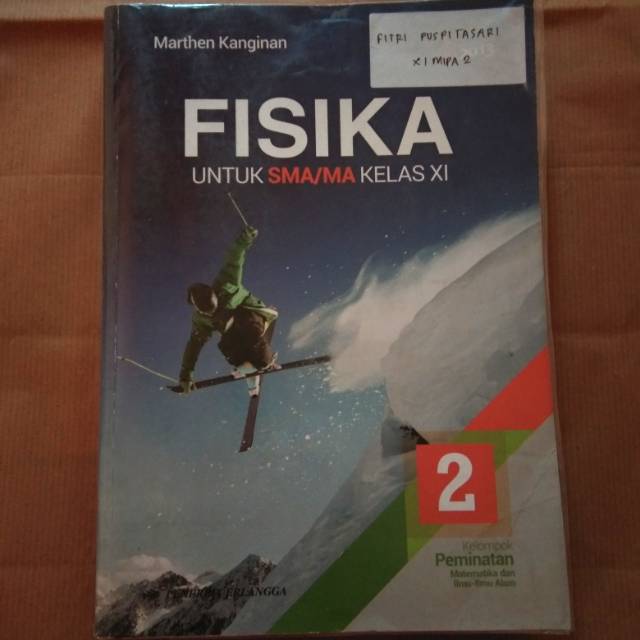 Marthen Kanginan
FITRI PUSPITASARI
XI MIPA 2
FISIKA
UNTUK SMA/MA KELAS XI
2
Kelompok
Peminatan
Matematika dan
Ilmu-Ilmu Alam
PENERBIT ERLANGGA